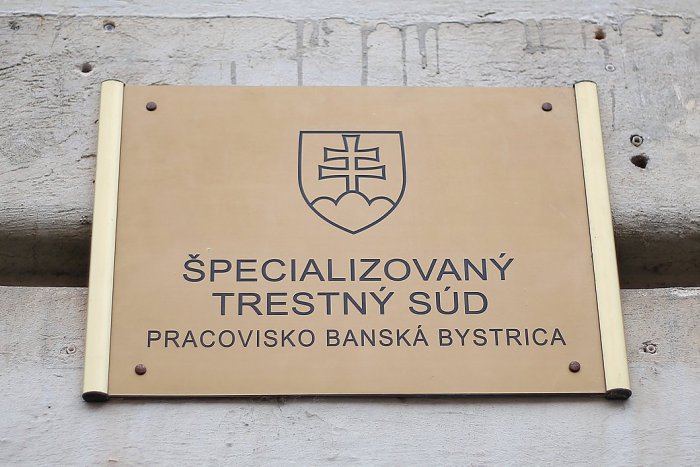 ŠPECIALIZOVANÝ
TRESTNÝ SÚD
PRACOVISKO BANSKÁ BYSTRICA